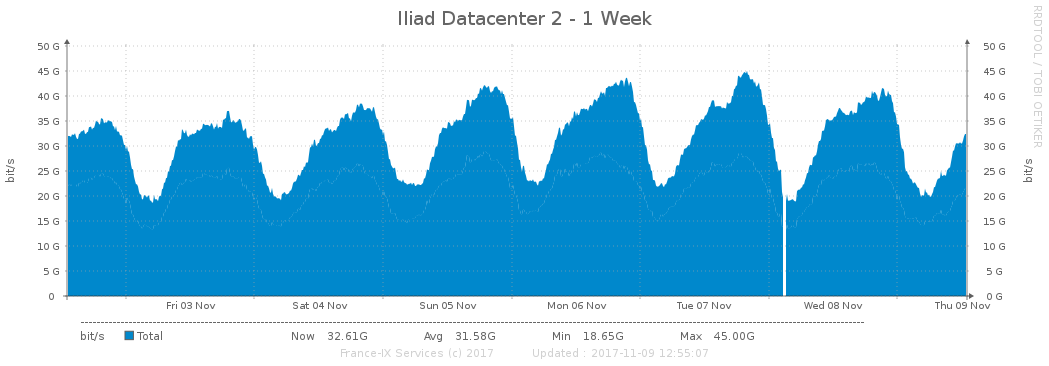 Iliad Datacenter 2 - 1 Week
RRDTOOL / TOBI OETIKER
bit/s
bit/s
50 G
45 G
40 G
35 G
30 G
25 G
20 G
15 G
10 G
5 G
0
50 G
45 G
40 G
35 G
30 G
25 G
20 G
15 G
10 G
5 G
0 G
Fri 03 Nov Sat 04 Nov Sun 05 Nov Mon 06 Nov Tue 07 Nov Wed 08 Nov Thu 09 Nov
bit/s Total Now 32.61G Avg 31.58G Min 18.65G Max 45.00G
France-IX Services (c) 2017 Updated : 2017-11-09 12:55:07